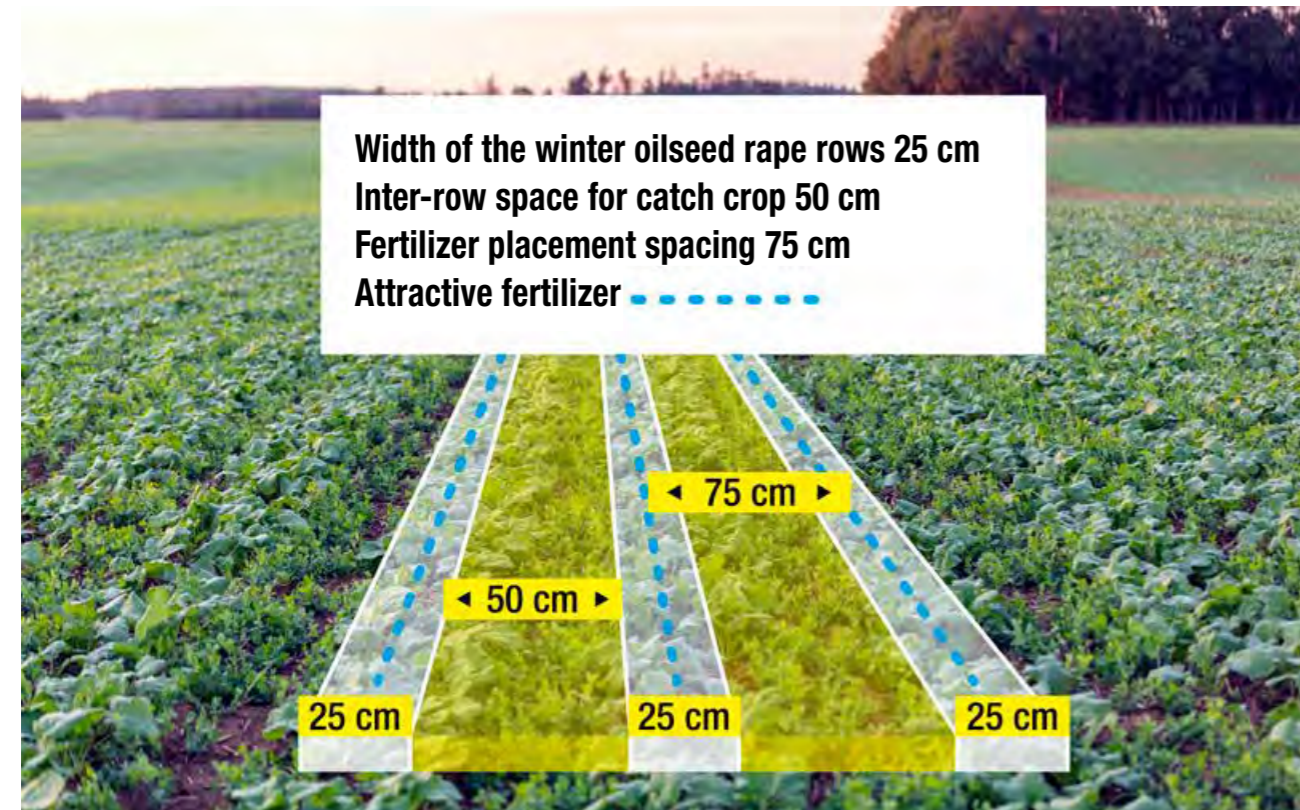 Width of the winter oilseed rape rows 25 cm
Inter-row space for catch crop 50 cm
Fertilizer placement spacing 75 cm
Attractive fertilizer
75 cm
50 cm
25 cm 25 cm 25 cm